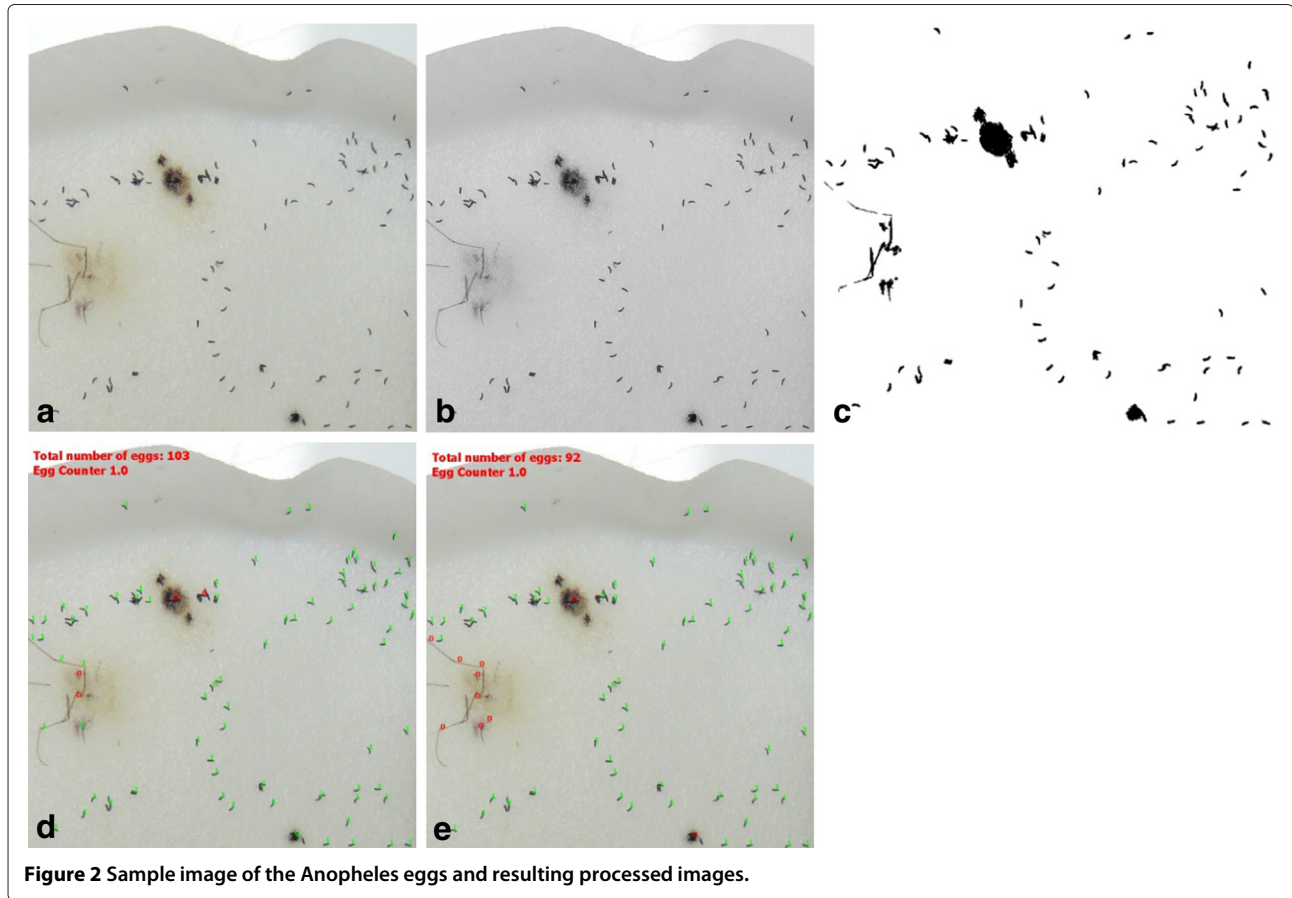 a
b
c
Total number of eggs: 103
Egg Counter 1.0
Total number of eggs: 92
Egg Counter 1.0
d
e
Figure 2 Sample image of the Anopheles eggs and resulting processed images.